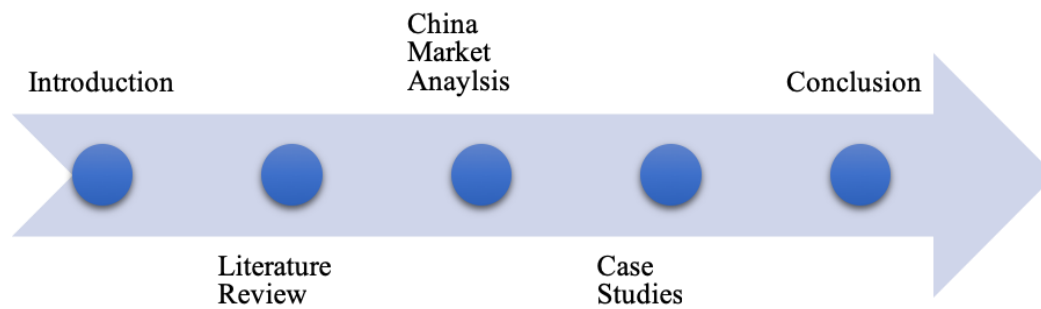 Introduction
Literature
Review
China
Market
Anaylsis
Case
Studies
Conclusion